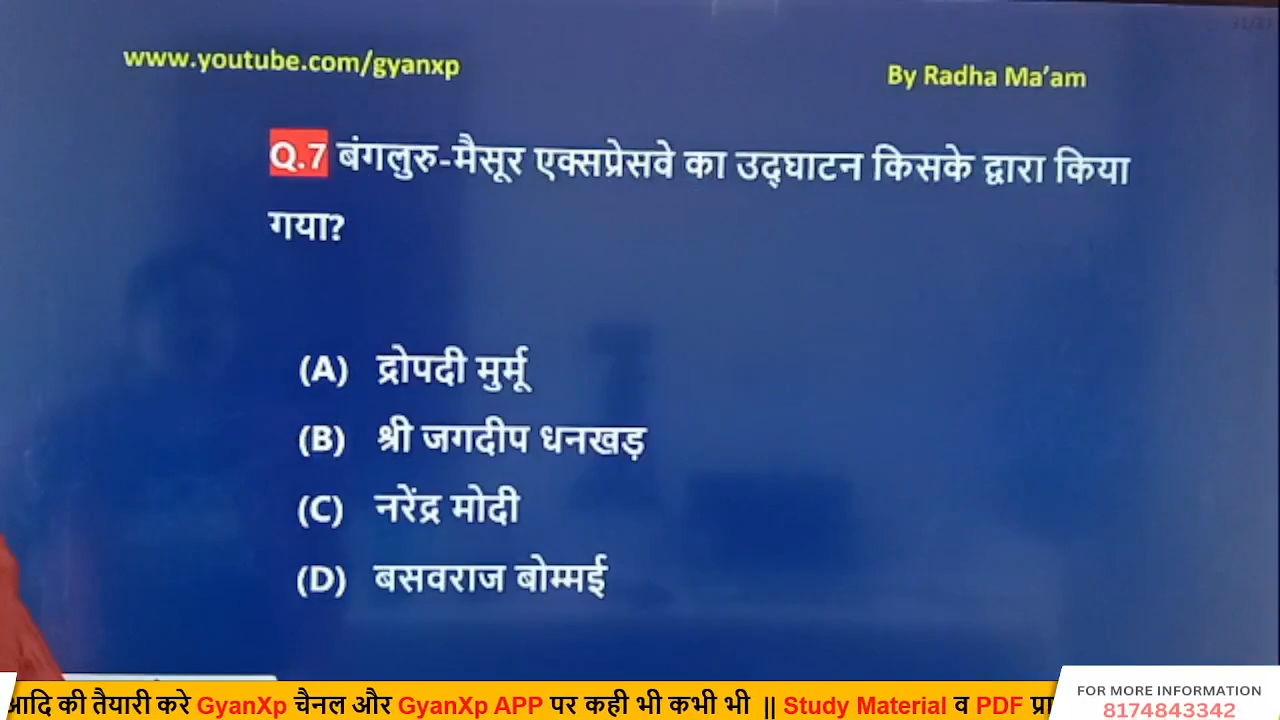 www.youtube.com/gyanxp
By Radha Ma’am
Q.7 बंगलुरु-मैसूर एक्सप्रेसवे का उद्घाटन किसके द्वारा किया
गया?
(A) द्रोपदी मुर्मू
(B) श्री जगदीप धनखड़
(C) नरेंद्र मोदी
(D) बसवराज बोम्मई
आदि की तैयारी करे GyanXp चैनल और GyanXp APP पर कही भी कभी भी || Study Material व PDF प्रा
FOR MORE INFORMATION
8174843342